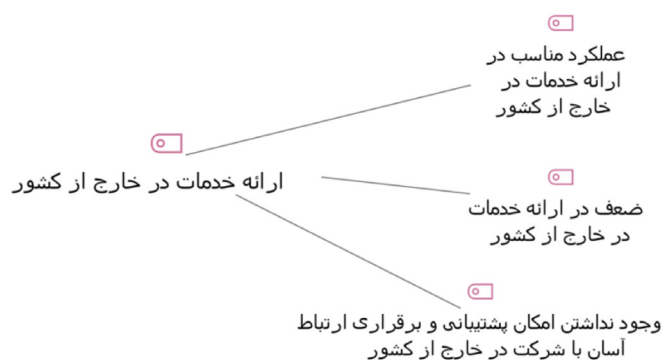 عملکرد مناسب در
ارائه خدمات در
خارج از کشور
ارائه خدمات در خارج از کشور
ضعف در ارائه خدمات
در خارج از کشور
وجود نداشتن امکان پشتیبانی و برقراری ارتباط
آسان با شرکت در خارج از کشور